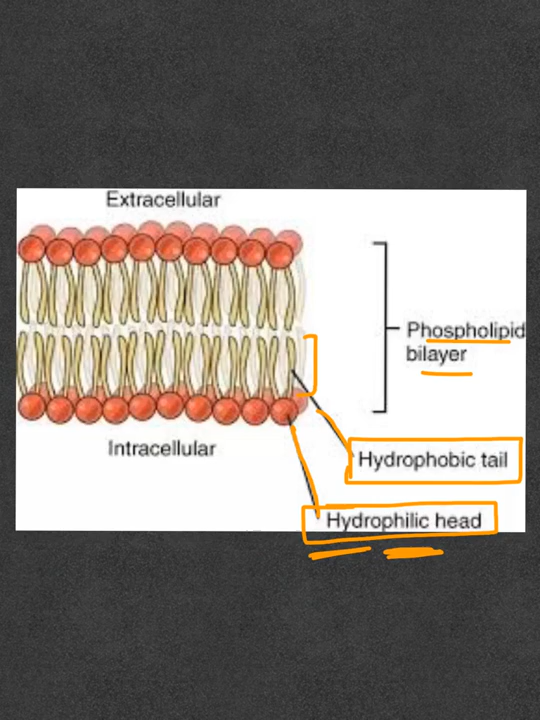 Extracellular
Phospholipid
bilayer
Intracellular
Hydrophobic tail
Hydrophilic head